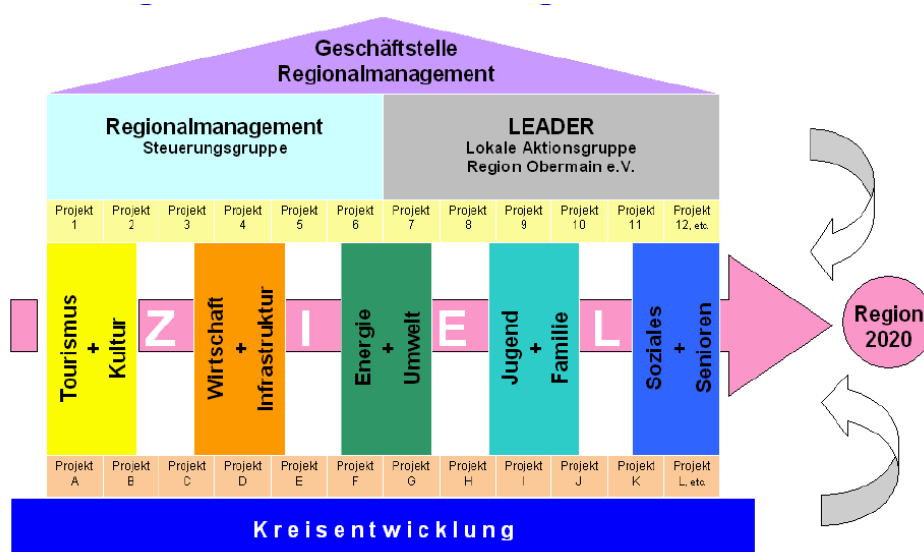 Geschäftstelle
Regionalmanagement
Regionalmanagement
Steuerungsgruppe
LEADER
Lokale Aktionsgruppe
Region Obermain e.V.
Projekt 1
Projekt 2
Projekt 3
Projekt 4
Projekt 5
Projekt 6
Projekt 7
Projekt 8
Projekt 9
Projekt 10
Projekt 11
Projekt 12, etc.
Tourismus
+
Kultur
Z
Wirtschaft
+
Infrastruktur
I
Energie
+
Umwelt
E
Jugend
+
Familie
L
Soziales
+
Senioren
Region
2020
Projekt A
Projekt B
Projekt C
Projekt D
Projekt E
Projekt F
Projekt G
Projekt H
Projekt I
Projekt J
Projekt K
Projekt L, etc.
Kreisentwicklung